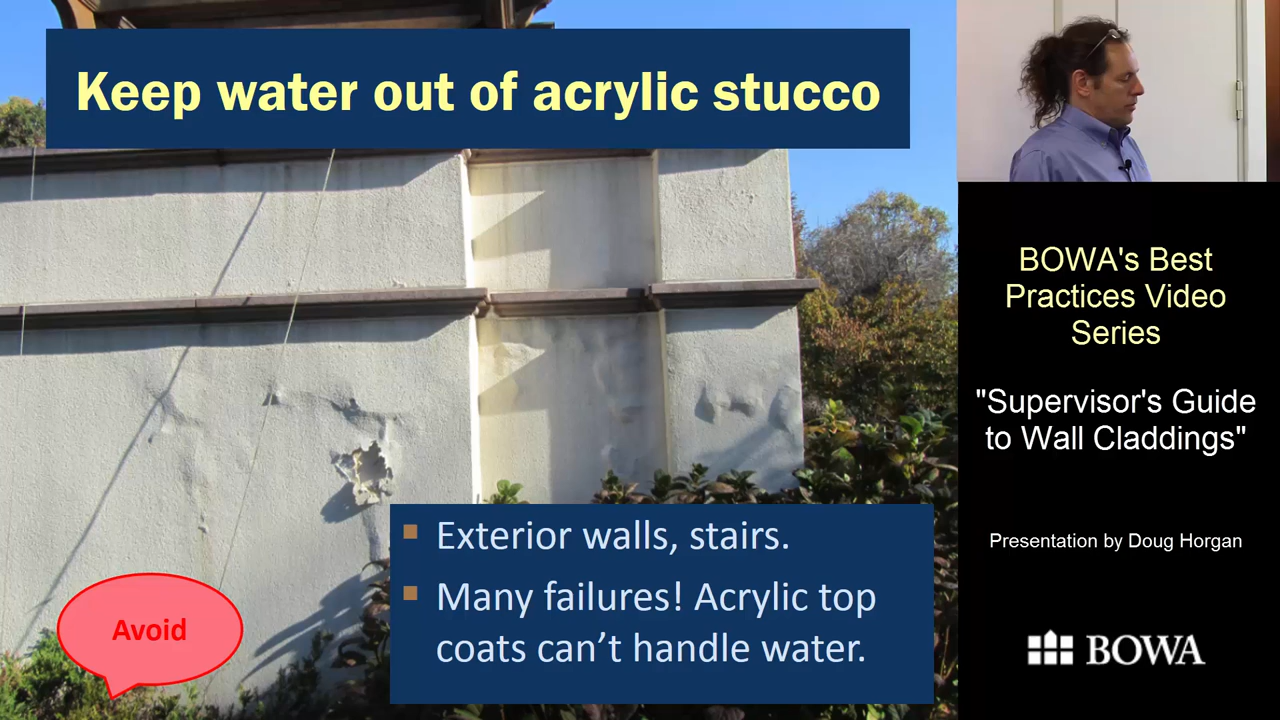 Keep water out of acrylic stucco
Exterior walls, stairs.
Many failures! Acrylic top
coats can’t handle water.
Avoid
BOWA's Best
Practices Video
Series
"Supervisor's Guide
to Wall Claddings"
Presentation by Doug Horgan
BOWA